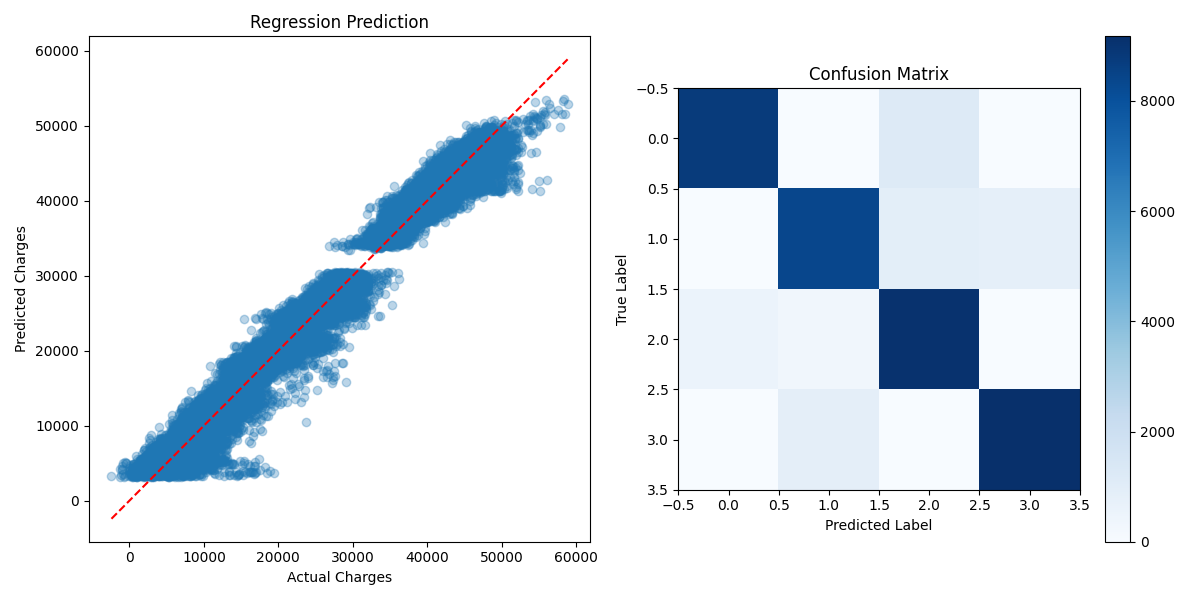 Regression Prediction
60000
50000
40000
30000
20000
10000
0
Predicted Charges
0 10000 20000 30000 40000 50000 60000
Actual Charges
Confusion Matrix
−0.5
0.0
0.5
1.0
1.5
2.0
2.5
3.0
3.5
True Label
−0.5 0.0 0.5 1.0 1.5 2.0 2.5 3.0 3.5
Predicted Label
8000
6000
4000
2000
0